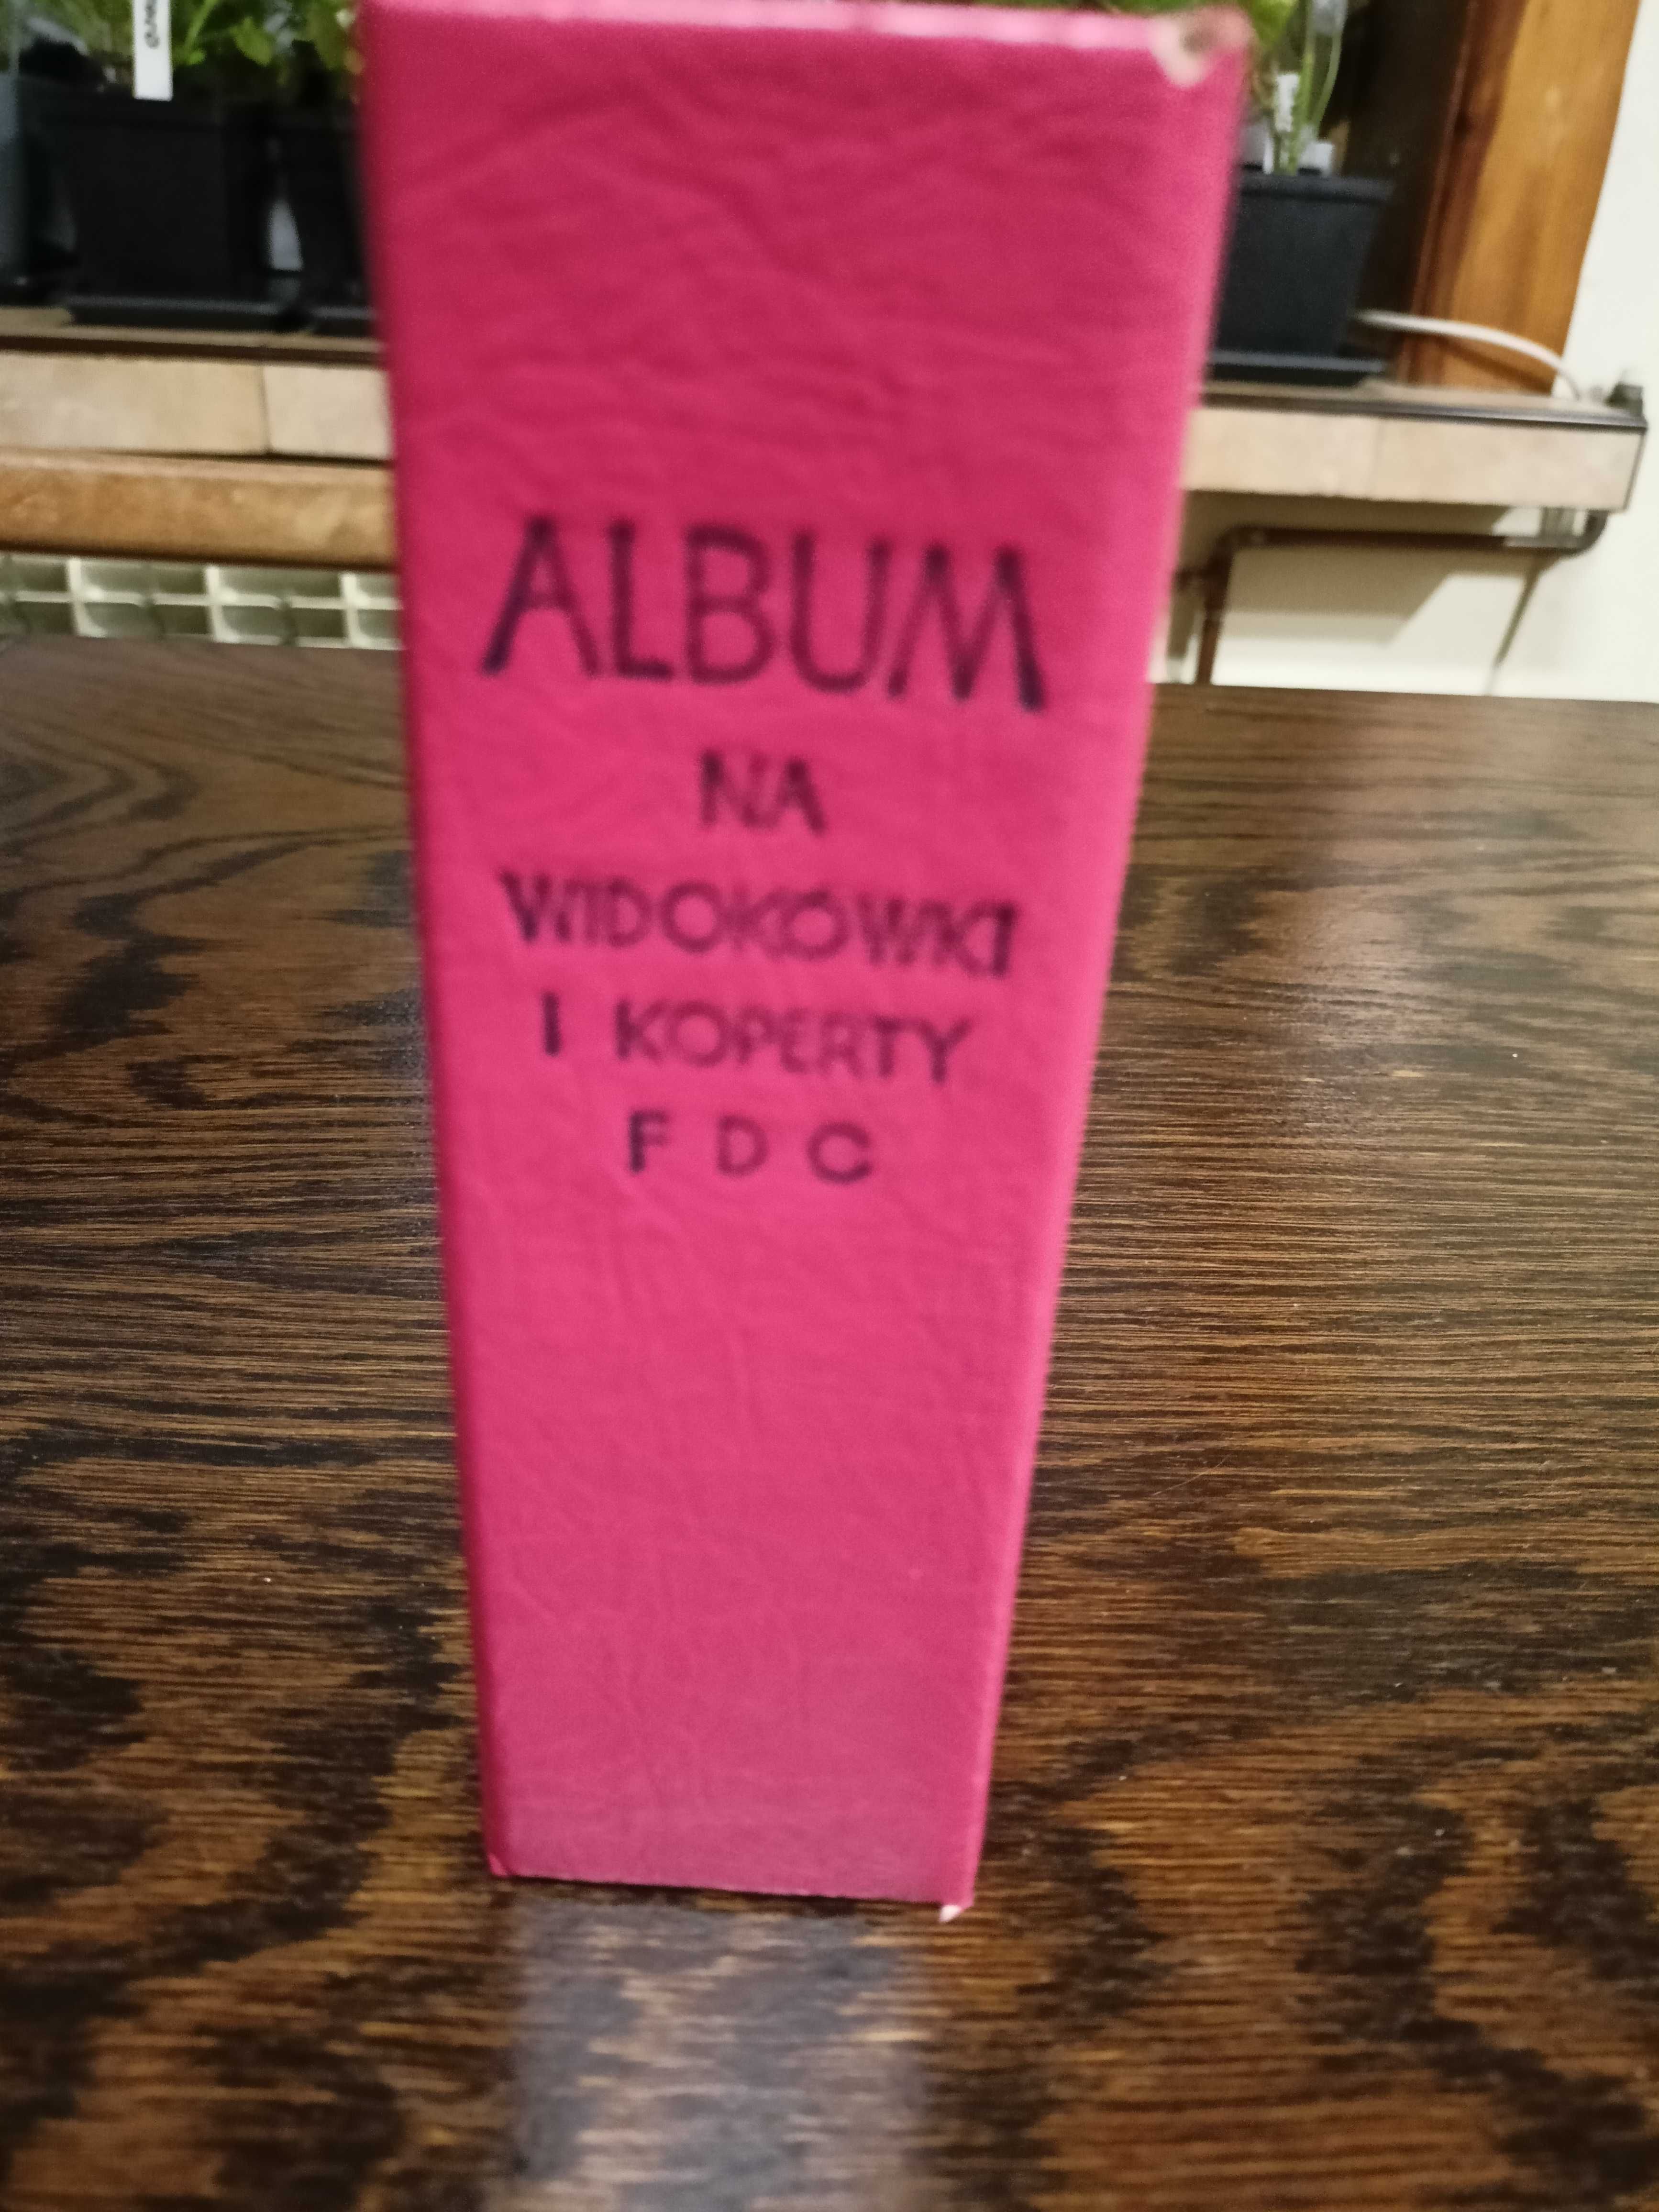 ALBUM
NA
WIDOKÓWKI
I KOPERTY
F D C